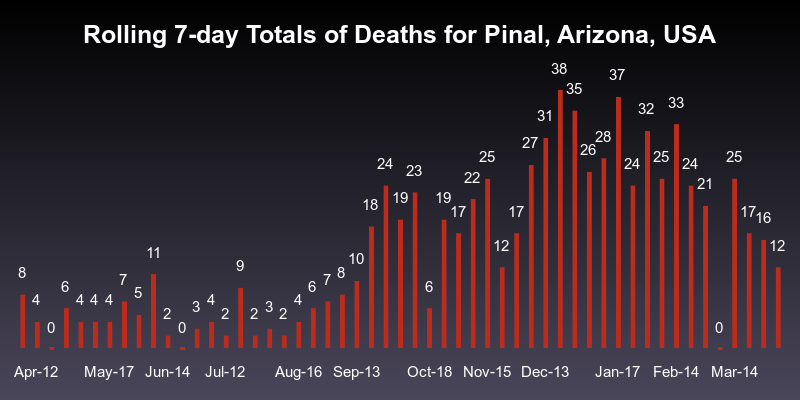 Rolling 7-day Totals of Deaths for Pinal, Arizona, USA
8 4 0 6 4 4 4 7 5 11 2 0 3 4 2 9 2 3 2 4 6 7 8 10 18 24 19 23 6 19 17 22 25 12 17 27 31 38 35 26 28 37 24 32 25 33 24 21 0 25 17 16 12
Apr-12 May-17 Jun-14 Jul-12 Aug-16 Sep-13 Oct-18 Nov-15 Dec-13 Jan-17 Feb-14 Mar-14